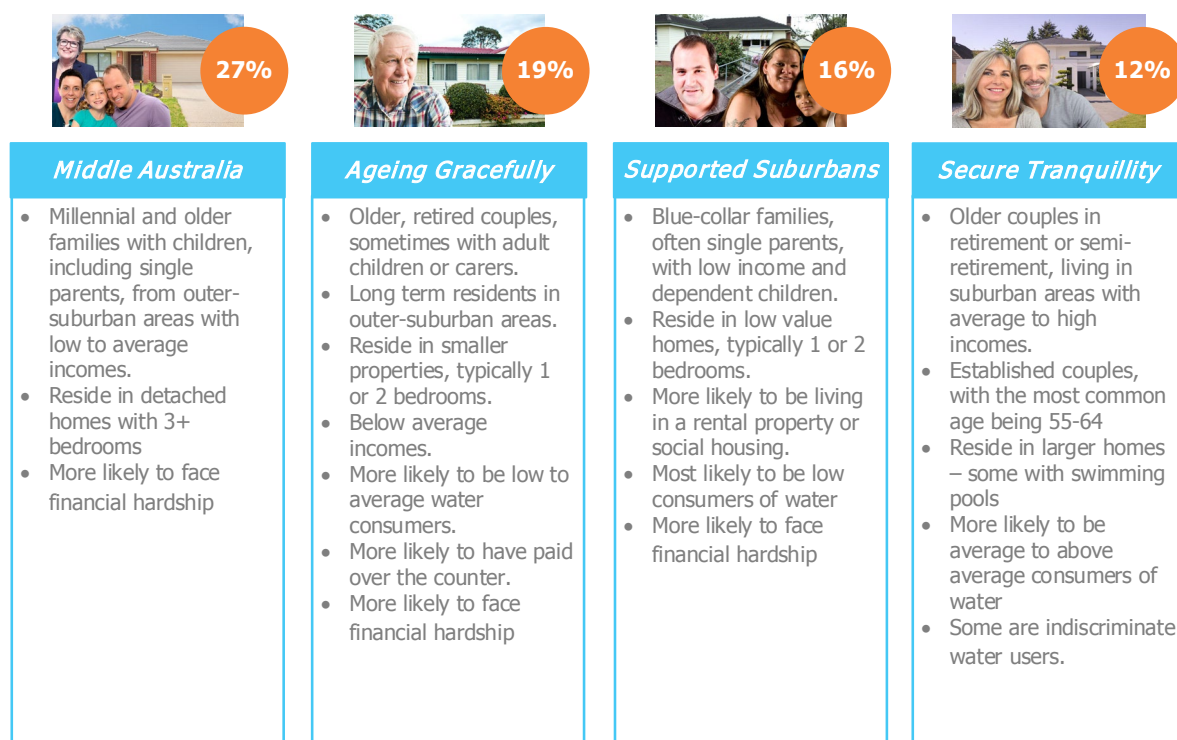 27%
19%
16%
12%
Middle Australia
• Millennial and older
families with children,
including single
parents, from outer-
suburban areas with
low to average
incomes.
• Reside in detached
homes with 3+
bedrooms
• More likely to face
financial hardship
Ageing Gracefully
• Older, retired couples,
sometimes with adult
children or carers.
• Long term residents in
outer-suburban areas.
• Reside in smaller
properties, typically 1
or 2 bedrooms.
• Below average
incomes.
• More likely to be low to
average water
consumers.
• More likely to have paid
over the counter.
• More likely to face
financial hardship
Supported Suburbans
• Blue-collar families,
often single parents,
with low income and
dependent children.
• Reside in low value
homes, typically 1 or 2
bedrooms.
• More likely to be living
in a rental property or
social housing.
• Most likely to be low
consumers of water
• More likely to face
financial hardship
Secure Tranquillity
• Older couples in
retirement or semi-
retirement, living in
suburban areas with
average to high
incomes.
• Established couples,
with the most common
age being 55-64
• Reside in larger homes
– some with swimming
pools
• More likely to be
average to above
average consumers of
water
• Some are indiscriminate
water users.